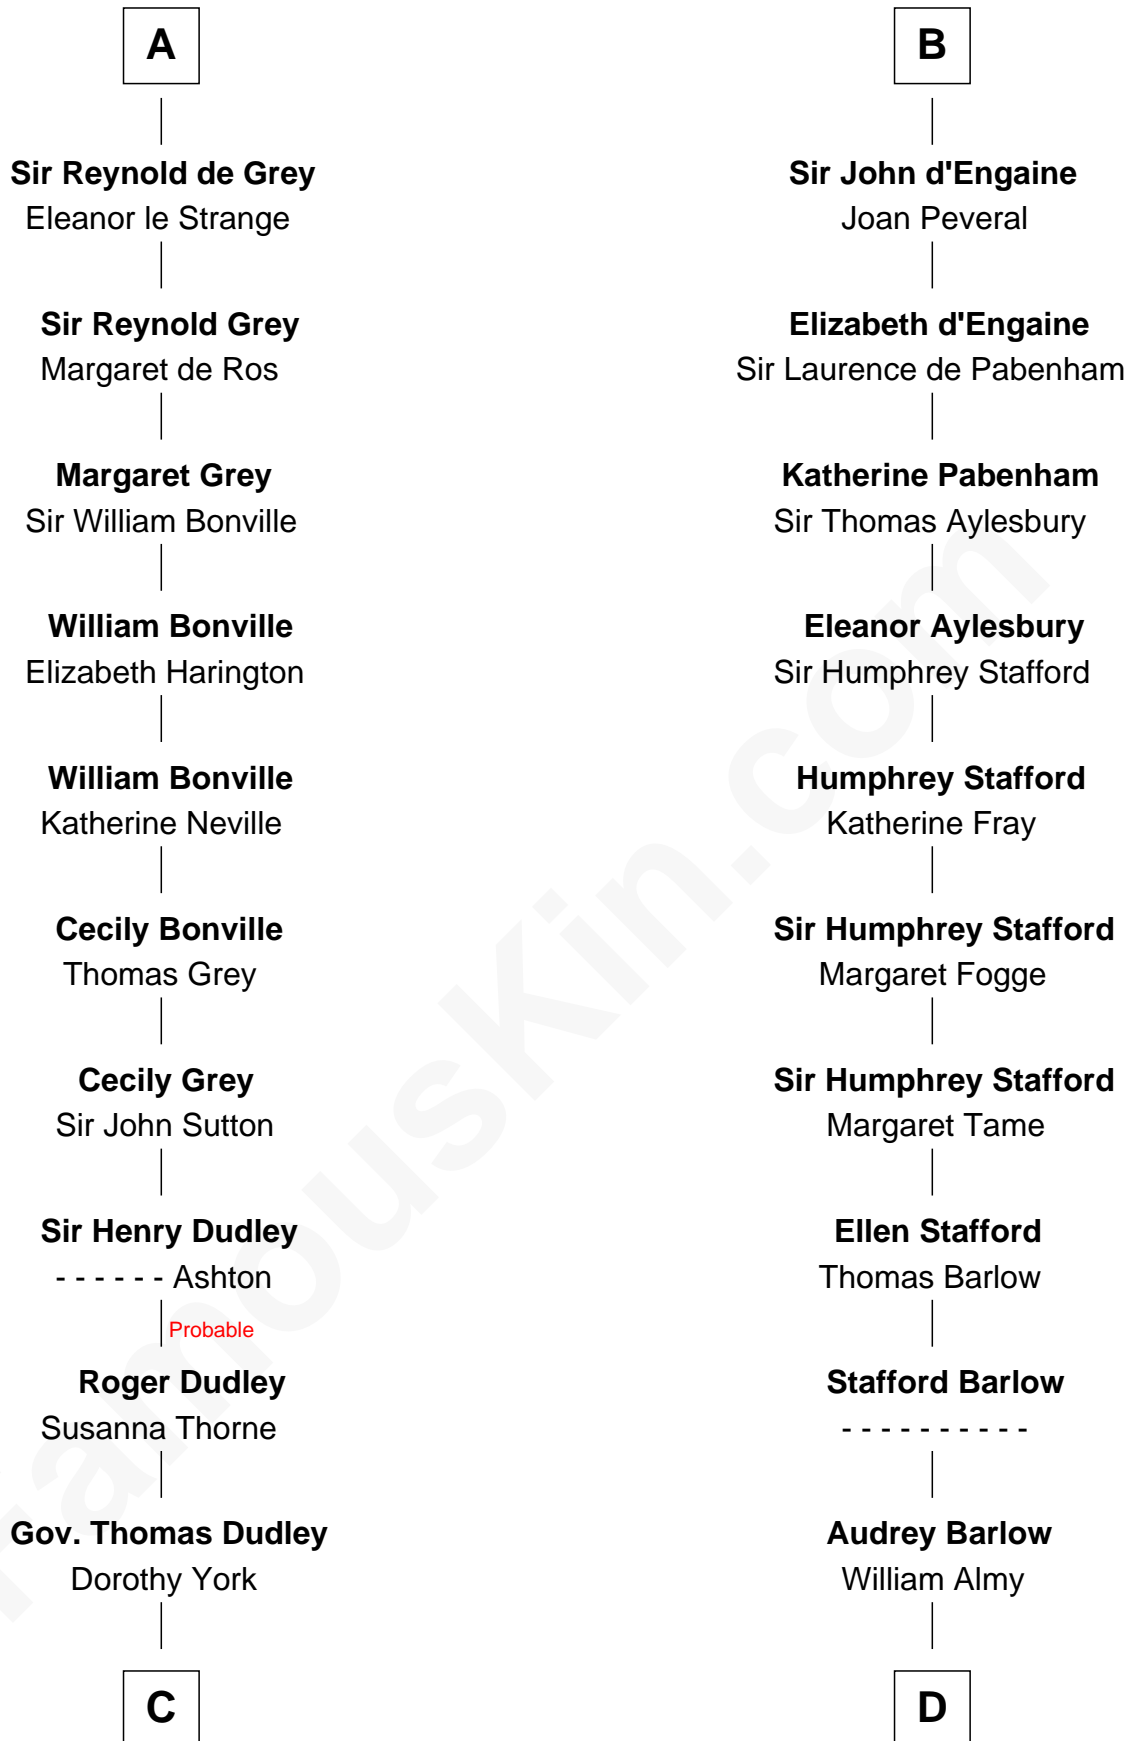 A
Sir Reynold de Grey
Eleanor le Strange
Sir Reynold Grey
Margaret de Ros
Margaret Grey
Sir William Bonville
William Bonville
Elizabeth Harington
William Bonville
Katherine Neville
Cecily Bonville
Thomas Grey
Cecily Grey
Sir John Sutton
Sir Henry Dudley
- - - - - - Ashton
Probable
Roger Dudley
Susanna Thorne
Gov. Thomas Dudley
Dorothy York
C
B
Sir John d'Engaine
Joan Peveral
Elizabeth d'Engaine
Sir Laurence de Pabenham
Katherine Pabenham
Sir Thomas Aylesbury
Eleanor Aylesbury
Sir Humphrey Stafford
Humphrey Stafford
Katherine Fray
Sir Humphrey Stafford
Margaret Fogge
Sir Humphrey Stafford
Margaret Tame
Ellen Stafford
Thomas Barlow
Stafford Barlow
- - - - - - - - - -
Audrey Barlow
William Almy
D
FamousKin.com